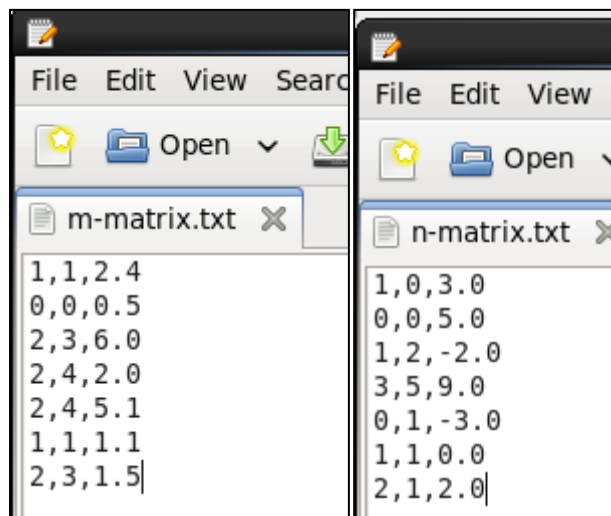 File Edit View Searc
Open
m-matrix.txt
1,1,2.4
0,0,0.5
2,3,6.0
2,4,2.0
2,4,5.1
1,1,1.1
2,3,1.5
File Edit View
Open
n-matrix.txt
1,0,3.0
0,0,5.0
1,2,-2.0
3,5,9.0
0,1,-3.0
1,1,0.0
2,1,2.0